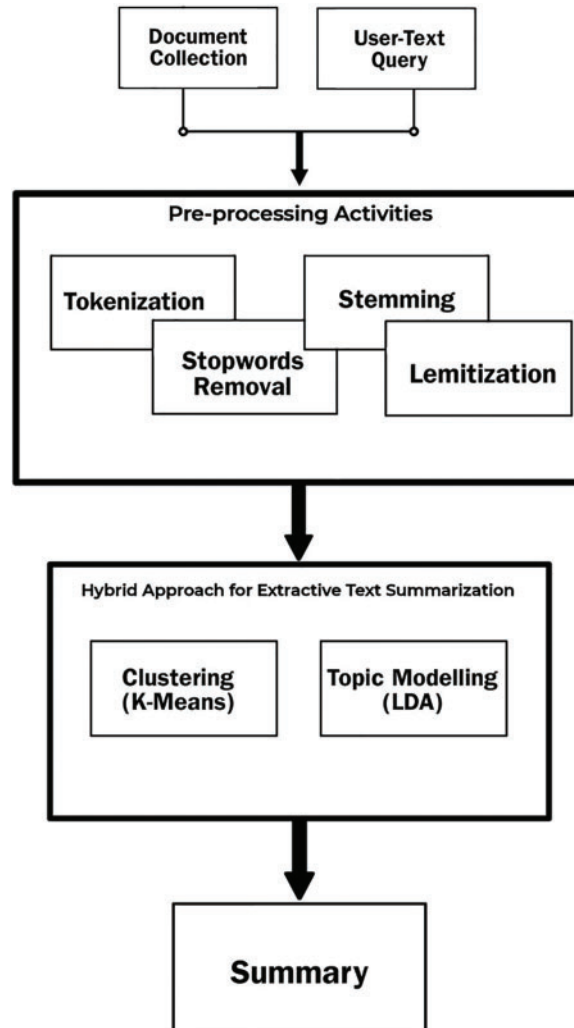 Document
Collection
User-Text
Query
Pre-processing Activities
Tokenization
Stopwords
Removal
Stemming
Lemitization
Hybrid Approach for Extractive Text Summarization
Clustering
(K-Means)
Topic Modelling
(LDA)
Summary